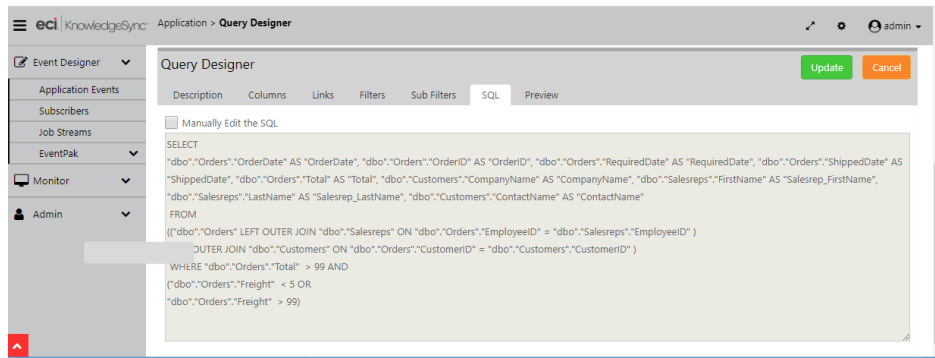 eci KnowledgeSync
Application > Query Designer
admin
Event Designer
Application Events
Subscribers
Job Streams
EventPak
Monitor
Admin
Query Designer
Update
Cancel
Description
Columns
Links
Filters
Sub Filters
SQL
Preview
Manually Edit the SQL
SELECT
"dbo"."Orders"."OrderDate" AS "OrderDate", "dbo"."Orders"."OrderID" AS "OrderID", "dbo"."Orders"."RequiredDate" AS "RequiredDate", "dbo"."Orders"."ShippedDate" AS
"ShippedDate", "dbo"."Orders"."Total" AS "Total", "dbo"."Customers"."CompanyName" AS "CompanyName", "dbo"."Salesreps"."FirstName" AS "Salesrep_FirstName",
"dbo"."Salesreps"."LastName" AS "Salesrep_LastName", "dbo"."Customers"."ContactName" AS "ContactName"
FROM
(("dbo"."Orders" LEFT OUTER JOIN "dbo"."Salesreps" ON "dbo"."Orders"."EmployeeID" = "dbo"."Salesreps"."EmployeeID" )
OUTER JOIN "dbo"."Customers" ON "dbo"."Orders"."CustomerID" = "dbo"."Customers"."CustomerID" )
WHERE "dbo"."Orders"."Total" > 99 AND
("dbo"."Orders"."Freight" < 5 OR
"dbo"."Orders"."Freight" > 99)